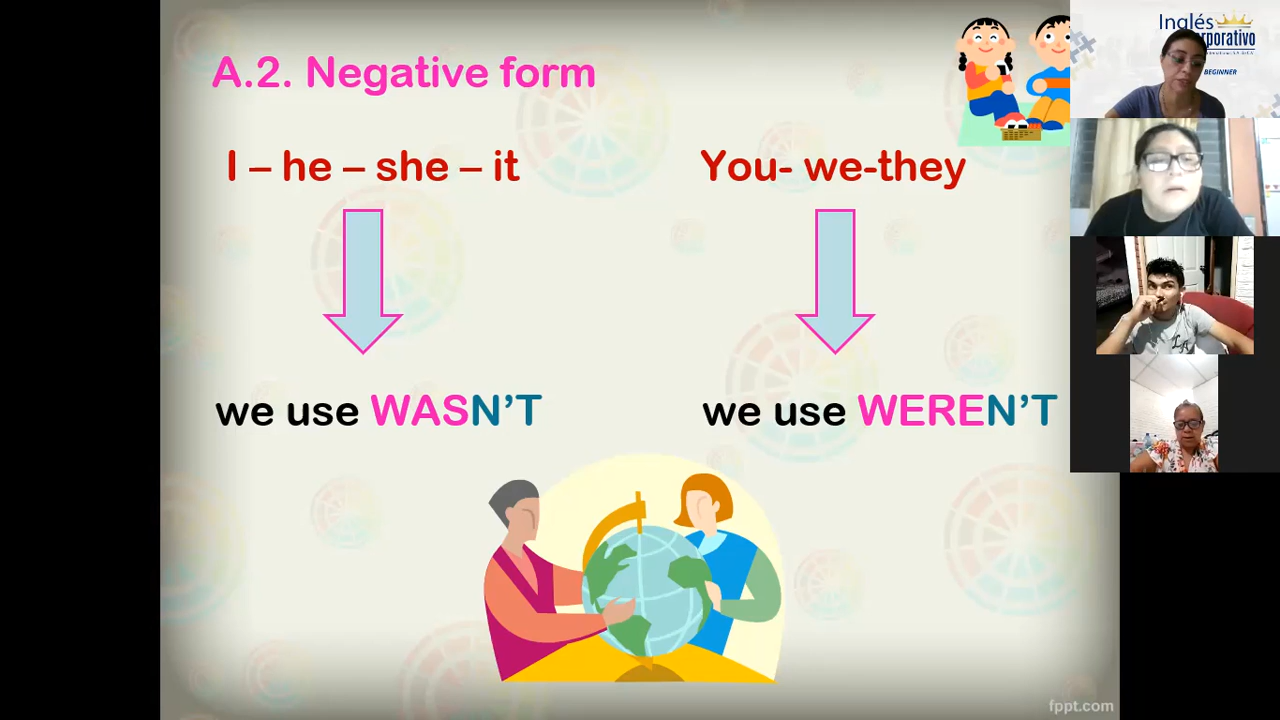 A.2. Negative form
I – he – she – it
You- we-they
we use WASN'T
we use WEREN'T
Inglés
BEGINNER
fppt.com